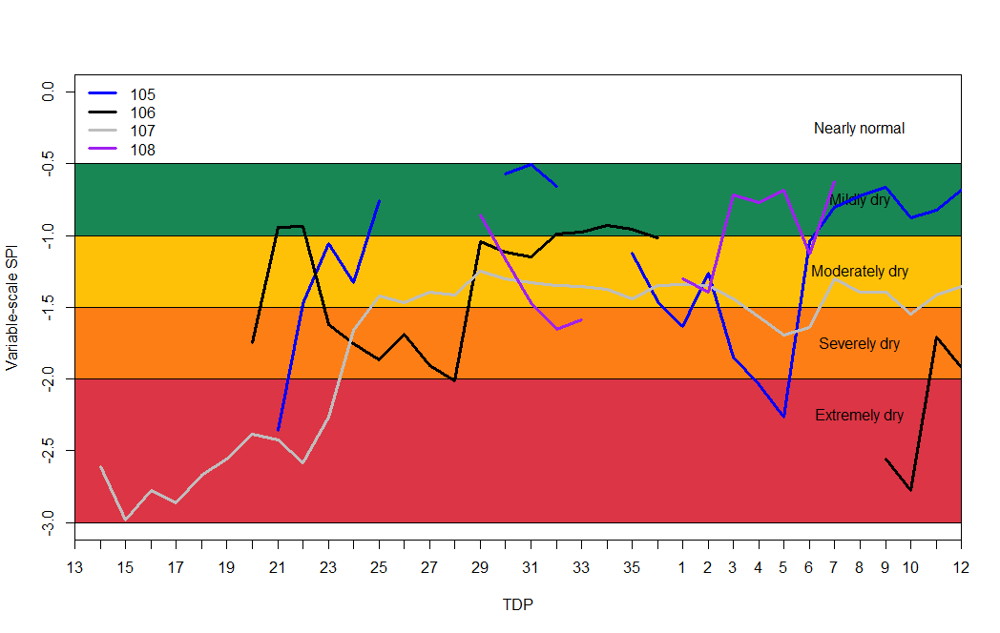 105
106
107
108
Nearly normal
Mildly dry
Moderately dry
Severely dry
Extremely dry
0.0
-0.5
-1.0
-1.5
-2.0
-2.5
-3.0
Variable-scale SPI
13 15 17 19 21 23 25 27 29 31 33 35 1 2 3 4 5 6 7 8 9 10 12
TDP